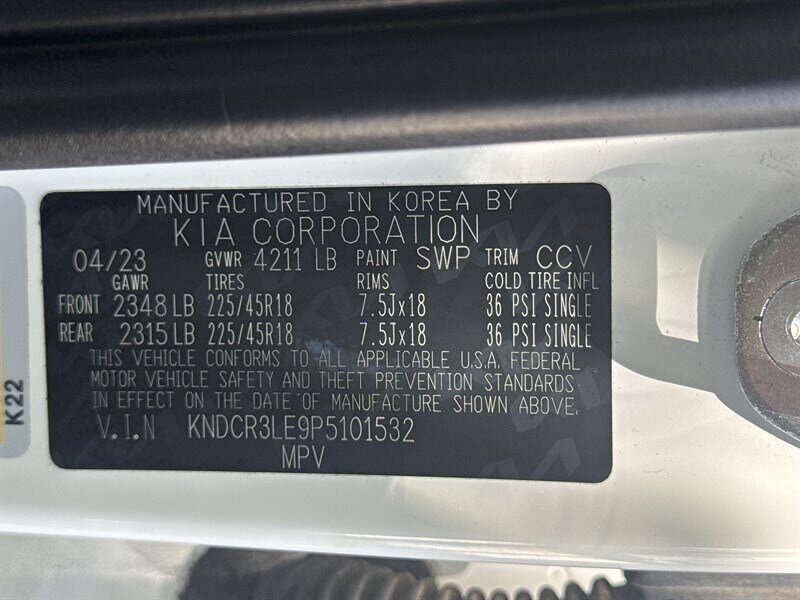 MANUFACTURED IN KOREA BY
KIA CORPORATION
04/23 GVWR 4211 LB PAINT SWP TRIM CCV
GAWR TIRES RIMS COLD TIRE INFL
FRONT 2348 LB 225/45R18 7.5Jx18 36 PSI SINGLE
REAR 2315 LB 225/45R18 7.5Jx18 36 PSI SINGLE
THIS VEHICLE CONFORMS TO ALL APPLICABLE U.S.A. FEDERAL
MOTOR VEHICLE SAFETY AND THEFT PREVENTION STANDARDS
IN EFFECT ON THE DATE OF MANUFACTURE SHOWN ABOVE.
V.I.N KNDCR3LE9P5101532
MPV
K22